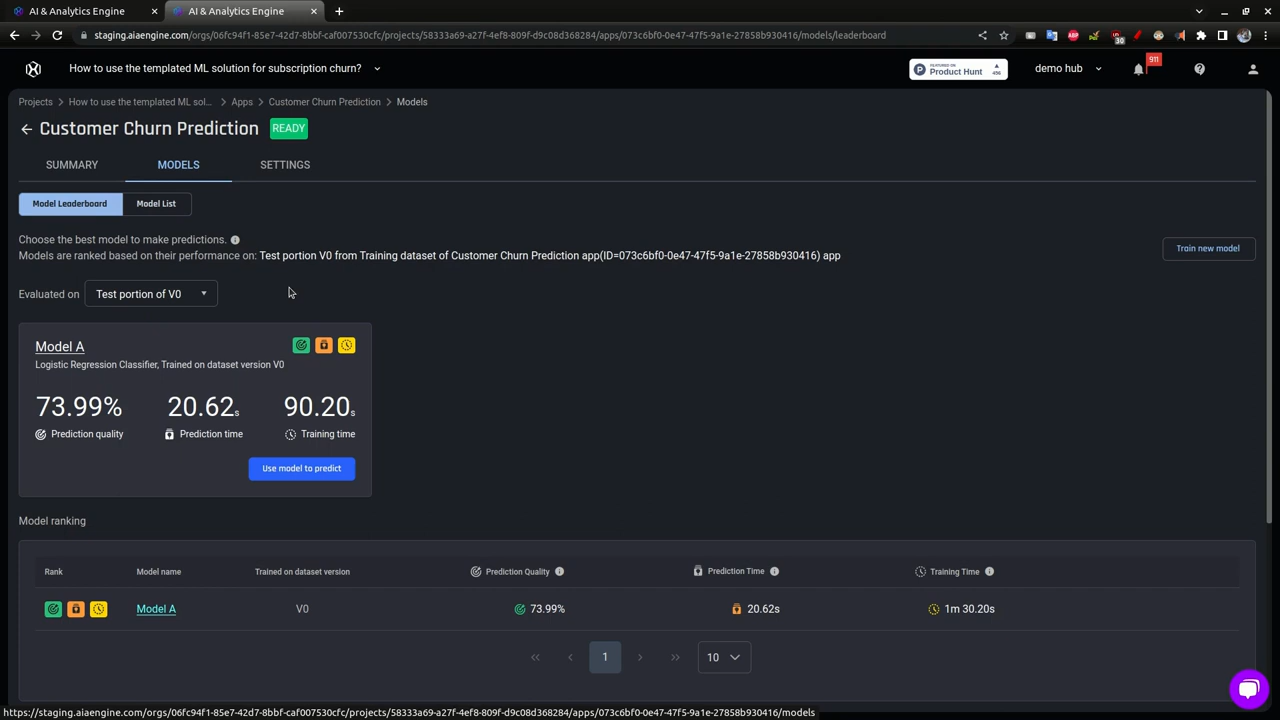 AI & Analytics Engine
AI & Analytics Engine
staging.aiaengine.com/orgs/06fc94f1-85e7-42d7-8bbf-caf007530cfc/projects/58333a69-a27f-4ef8-809f-d9c08d368284/apps/073c6bf0-0e47-47f5-9a1e-27858b930416/models/leaderboard
How to use the templated ML solution for subscription churn?
FEATURED ON
Product Hunt
496
demo hub
911
Projects > How to use the templated ML sol... > Apps > Customer Churn Prediction > Models
Customer Churn Prediction READY
SUMMARY MODELS SETTINGS
Model Leaderboard Model List
Choose the best model to make predictions.
Models are ranked based on their performance on: Test portion V0 from Training dataset of Customer Churn Prediction app(ID=073c6bf0-0e47-47f5-9a1e-27858b930416) app
Train new model
Evaluated on Test portion of V0
Model A
Logistic Regression Classifier, Trained on dataset version V0
73.99% 20.62s 90.20s
Prediction quality Prediction time Training time
Use model to predict
Model ranking
Rank Model name Trained on dataset version Prediction Quality Prediction Time Training Time
Model A V0 73.99% 20.62s 1m 30.20s
1 10
https://staging.aiaengine.com/orgs/06fc94f1-85e7-42d7-8bbf-caf007530cfc/projects/58333a69-a27f-4ef8-809f-d9c08d368284/apps/073c6bf0-0e47-47f5-9a1e-27858b930416/models